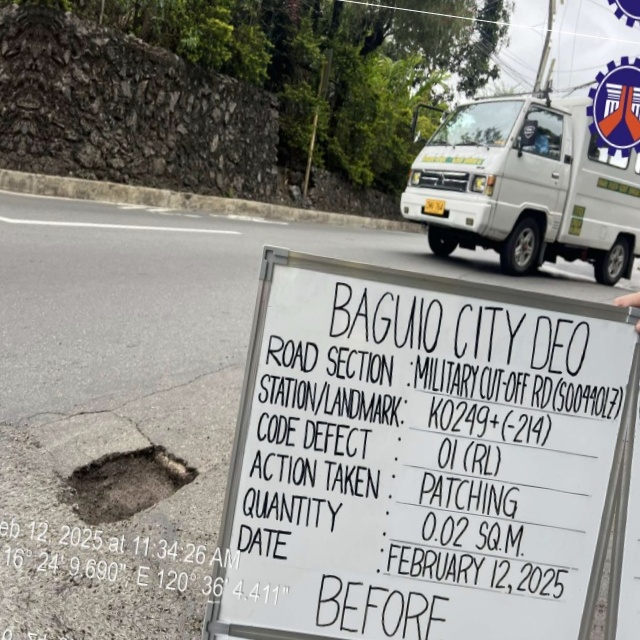 BAGUIO CITY DEO
ROAD SECTION : MILITARY CUT-OFF RD (S00440LZ)
STATION/LANDMARK: K0249+(-214)
CODE DEFECT : 01 (RL)
ACTION TAKEN : PATCHING
QUANTITY : 0.02 SQ.M.
DATE : FEBRUARY 12, 2025
BEFORE
eb 12, 2025 at 11:34:26 AM
16° 24' 9.690" E 120° 36' 4.411"